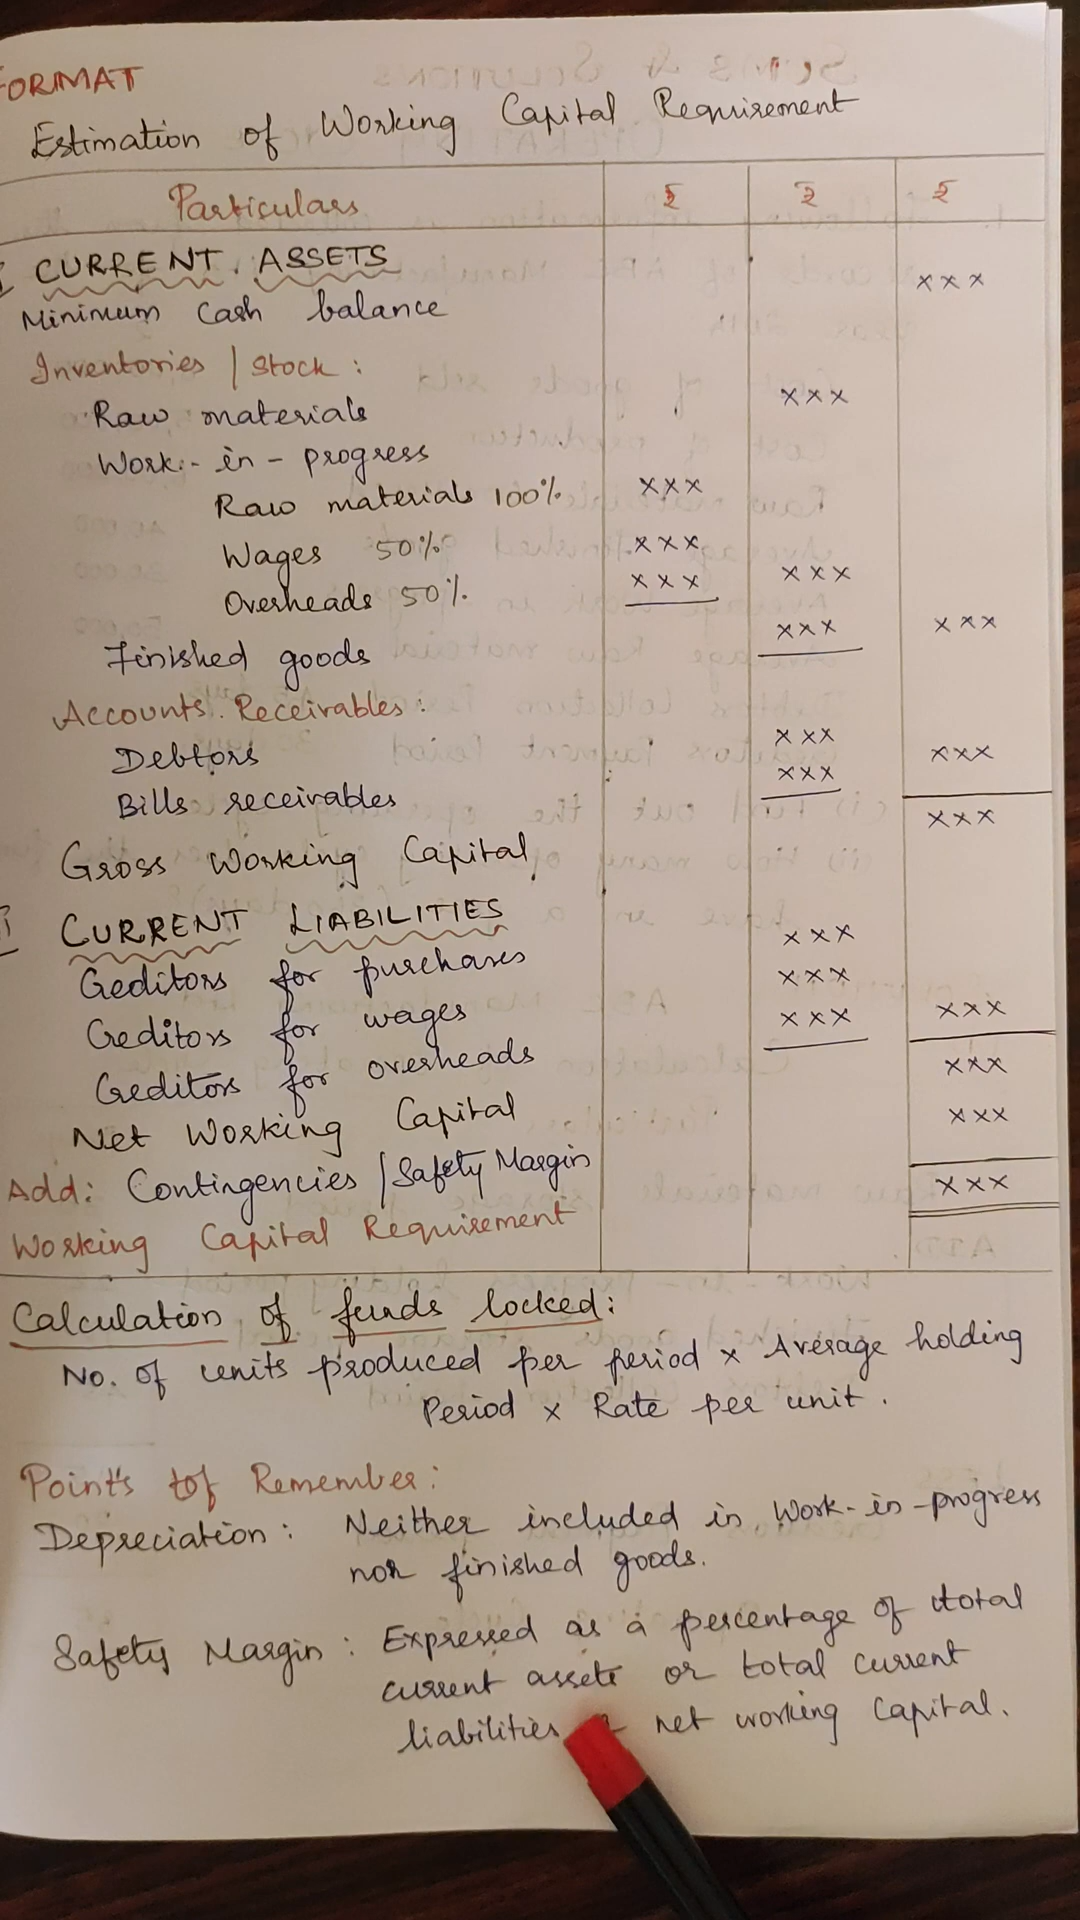 FORMAT
Estimation of Working Capital Requirement
Particulars ₹ ₹ ₹
I CURRENT ASSETS
Minimum Cash balance xxx
Inventories / Stock :
Raw materials xxx
Work-in-progress
Raw materials 100% xxx
Wages 50% xxx
Overheads 50% xxx xxx
Finished goods xxx xxx
Accounts Receivables :
Debtors xxx
Bills receivables xxx xxx
Gross Working Capital xxx
CURRENT LIABILITIES
Creditors for purchases xxx
Creditors for wages xxx
Creditors for overheads xxx xxx
Net Working Capital xxx
Add: Contingencies / Safety Margin xxx
Working Capital Requirement xxx
Calculation of funds locked:
No. of units produced per period x Average holding
Period x Rate per unit.
Points tof Remember:
Depreciation: Neither included in Work-in-progress
nor finished goods.
Safety Margin: Expressed as a percentage of total
current assets or total current
liabilities net working capital.